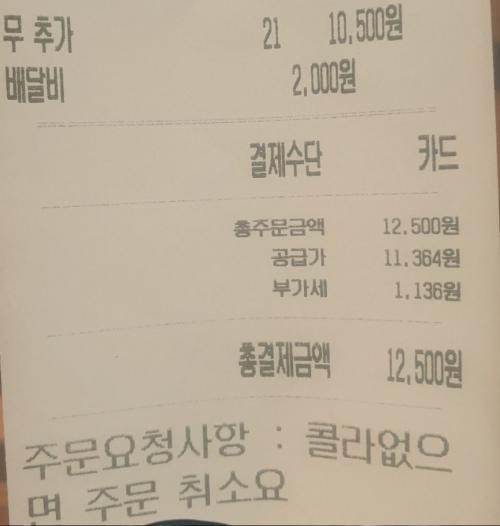 무 추가 21 10,500원
배달비 2,000원
결제수단 카드
총주문금액 12,500원
공급가 11,364원
부가세 1,136원
총결제금액 12,500원
주문요청사항 : 콜라없으
면 주문 취소요